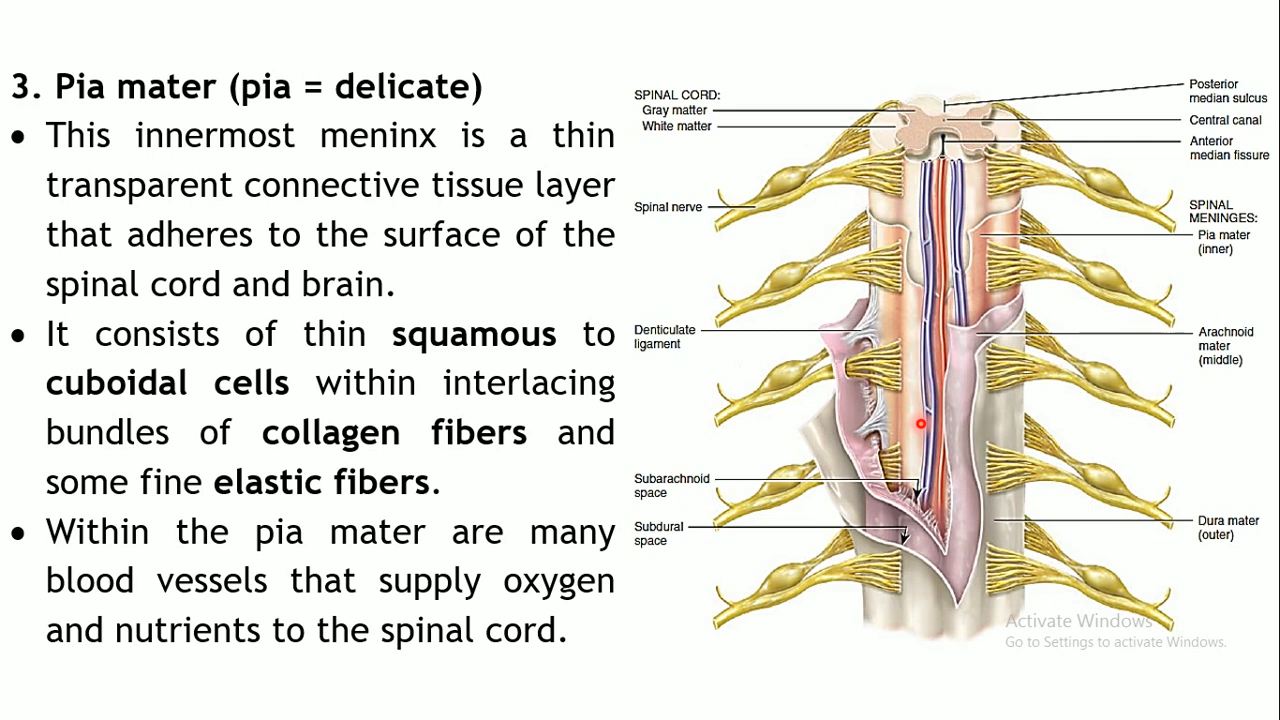 3. Pia mater (pia = delicate)
• This innermost meninx is a thin
transparent connective tissue layer
that adheres to the surface of the
spinal cord and brain.
• It consists of thin squamous to
cuboidal cells within interlacing
bundles of collagen fibers and
some fine elastic fibers.
• Within the pia mater are many
blood vessels that supply oxygen
and nutrients to the spinal cord.
SPINAL CORD:
Gray matter
White matter
Spinal nerve
Denticulate
ligament
Subarachnoid
space
Subdural
space
Posterior
median sulcus
Central canal
Anterior
median fissure
SPINAL
MENINGES:
Pia mater
(inner)
Arachnoid
mater
(middle)
Dura mater
(outer)
Activate Windows
Go to Settings to activate Windows.